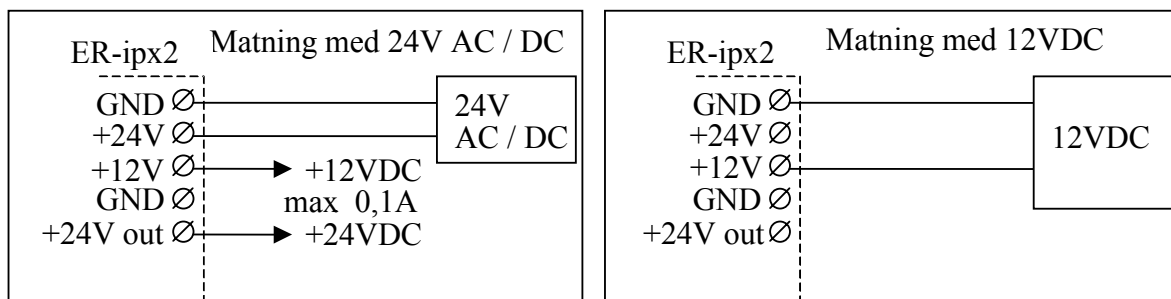 Matning med 24V AC / DC
ER-ipx2
GND
+24V
+12V
GND
+24V out
24V
AC / DC
+12VDC
max 0,1A
+24VDC
Matning med 12VDC
ER-ipx2
GND
+24V
+12V
GND
+24V out
12VDC